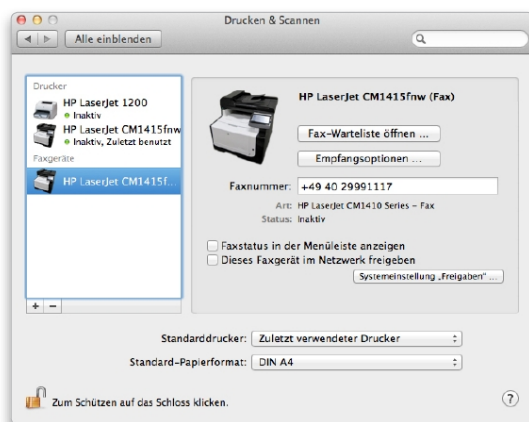 Drucken & Scannen
Alle einblenden
Drucker
HP LaserJet 1200
Inaktiv
HP LaserJet CM1415fnw
Inaktiv, Zuletzt benutzt
Faxgeräte
HP LaserJet CM1415f...
HP LaserJet CM1415fnw (Fax)
Fax-Warteliste öffnen ...
Empfangsoptionen ...
Faxnummer: +49 40 29991117
Art: HP LaserJet CM1410 Series – Fax
Status: Inaktiv
Faxstatus in der Menüleiste anzeigen
Dieses Faxgerät im Netzwerk freigeben
Systemeinstellung „Freigaben“ ...
+ −
Standarddrucker: Zuletzt verwendeter Drucker
Standard-Papierformat: DIN A4
Zum Schützen auf das Schloss klicken.
?